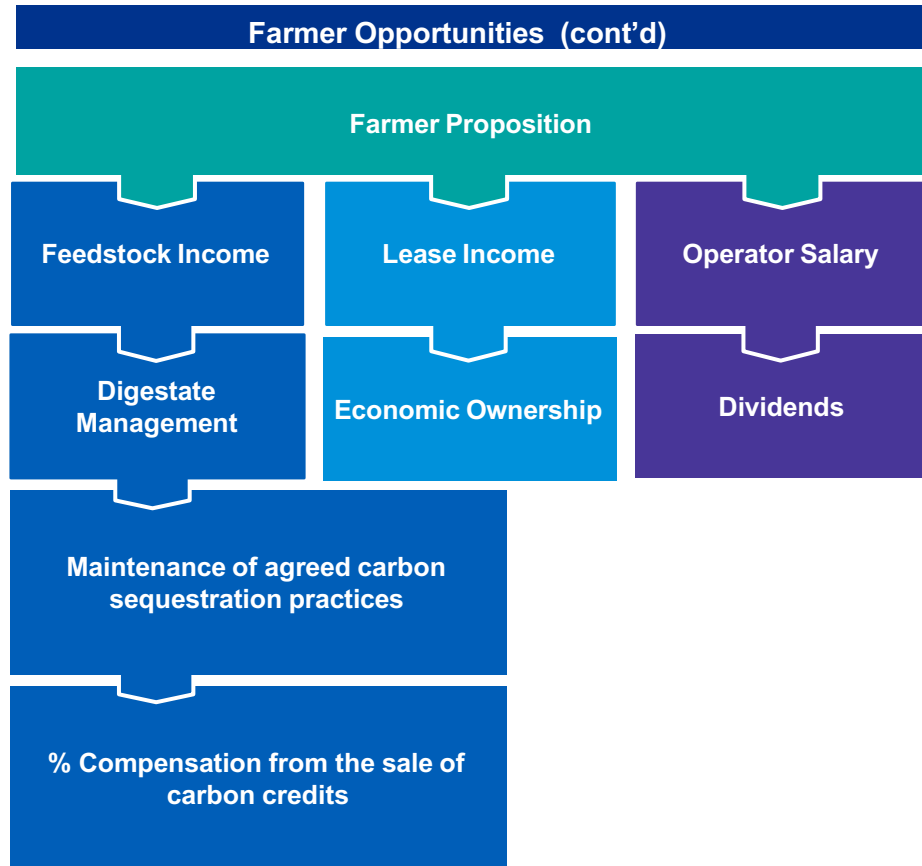 Farmer Opportunities (cont’d)
Farmer Proposition
Feedstock Income
Lease Income
Operator Salary
Digestate
Management
Economic Ownership
Dividends
Maintenance of agreed carbon
sequestration practices
% Compensation from the sale of
carbon credits